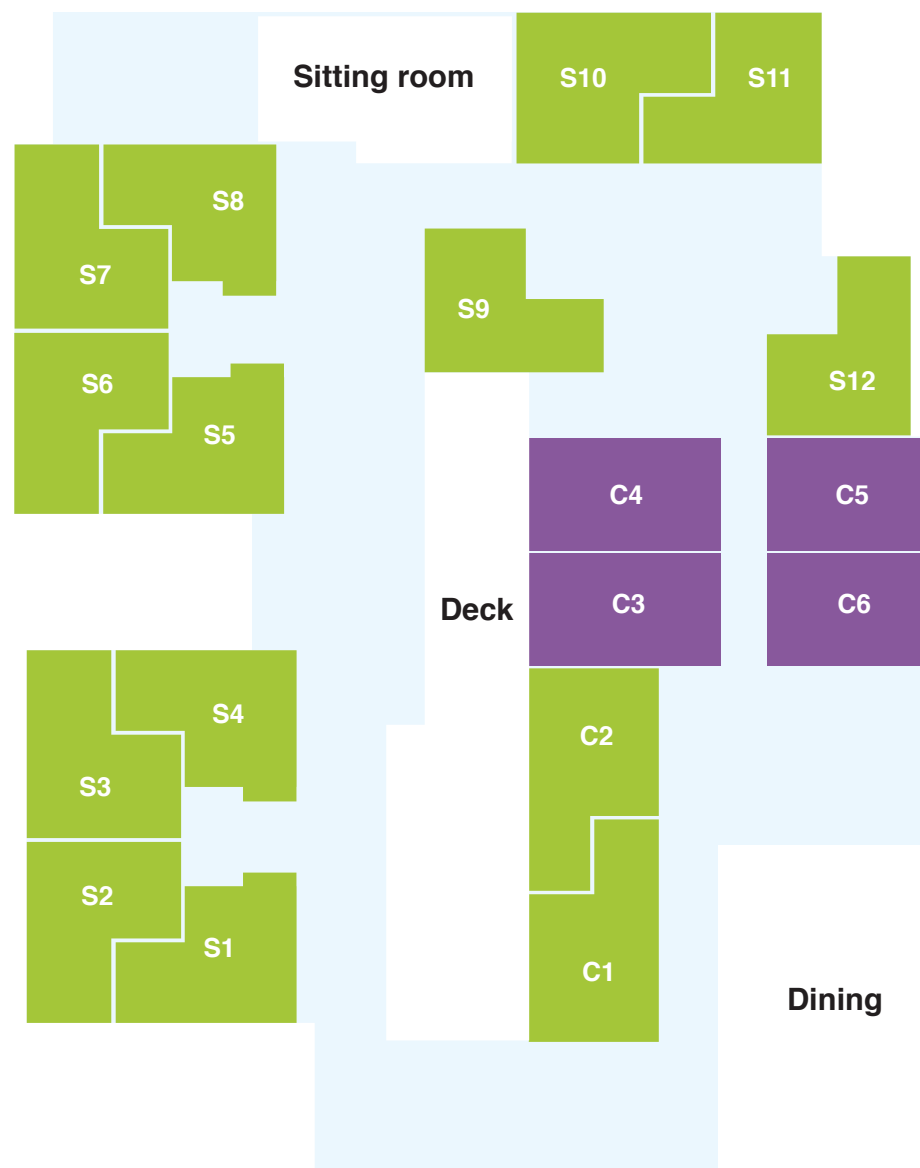 Sitting room
S10
S11
S8
S7
S9
S6
S12
S5
C4
C5
Deck
C3
C6
S4
C2
S3
S2
S1
C1
Dining